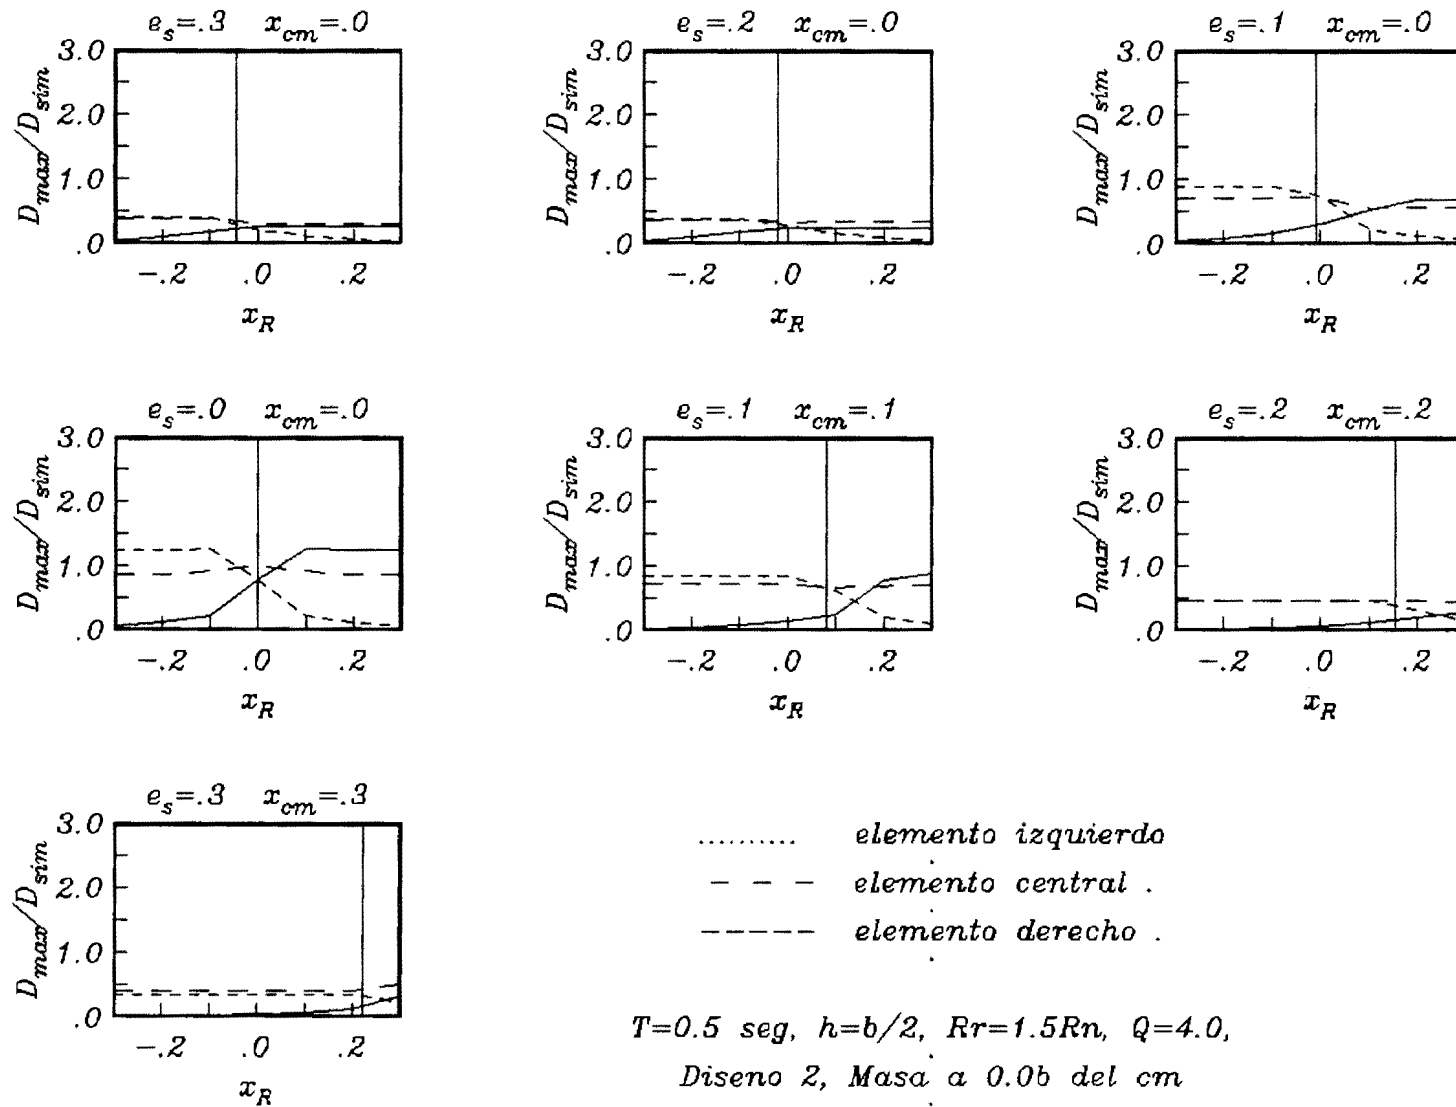 e_s=.3 x_cm=.0
3.0
2.0
1.0
.0
D_max/D_sim
-.2 .0 .2
x_R
e_s=.2 x_cm=.0
3.0
2.0
1.0
.0
D_max/D_sim
-.2 .0 .2
x_R
e_s=.1 x_cm=.0
3.0
2.0
1.0
.0
D_max/D_sim
-.2 .0 .2
x_R
e_s=.0 x_cm=.0
3.0
2.0
1.0
.0
D_max/D_sim
-.2 .0 .2
x_R
e_s=.1 x_cm=.1
3.0
2.0
1.0
.0
D_max/D_sim
-.2 .0 .2
x_R
e_s=.2 x_cm=.2
3.0
2.0
1.0
.0
D_max/D_sim
-.2 .0 .2
x_R
e_s=.3 x_cm=.3
3.0
2.0
1.0
.0
D_max/D_sim
-.2 .0 .2
x_R
elemento izquierdo
elemento central .
elemento derecho .
T=0.5 seg, h=b/2, Rr=1.5Rn, Q=4.0,
Diseno 2, Masa a 0.0b del cm